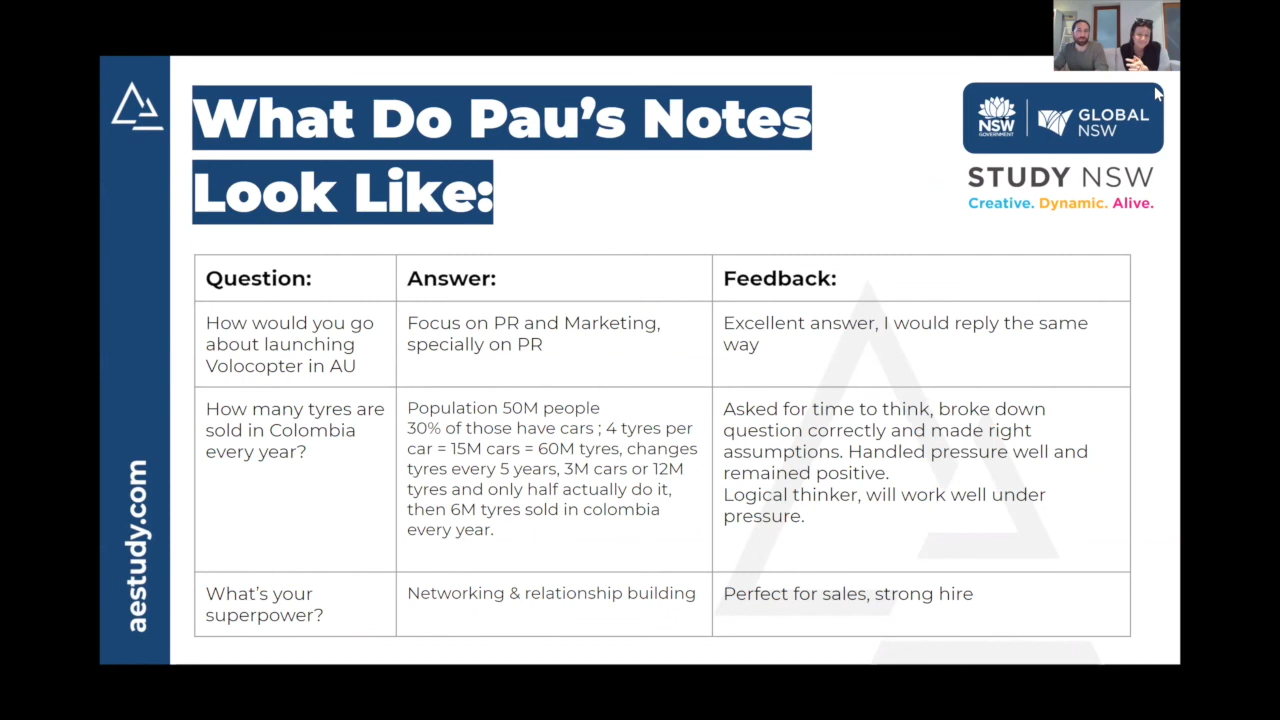 What Do Pau's Notes
Look Like:
NSW
GOVERNMENT
GLOBAL
NSW
STUDY NSW
Creative. Dynamic. Alive.
aestudy.com
Question:
Answer:
Feedback:
How would you go
about launching
Volocopter in AU
Focus on PR and Marketing,
specially on PR
Excellent answer, I would reply the same
way
How many tyres are
sold in Colombia
every year?
Population 50M people
30% of those have cars ; 4 tyres per
car = 15M cars = 60M tyres, changes
tyres every 5 years, 3M cars or 12M
tyres and only half actually do it,
then 6M tyres sold in colombia
every year.
Asked for time to think, broke down
question correctly and made right
assumptions. Handled pressure well and
remained positive.
Logical thinker, will work well under
pressure.
What's your
superpower?
Networking & relationship building
Perfect for sales, strong hire